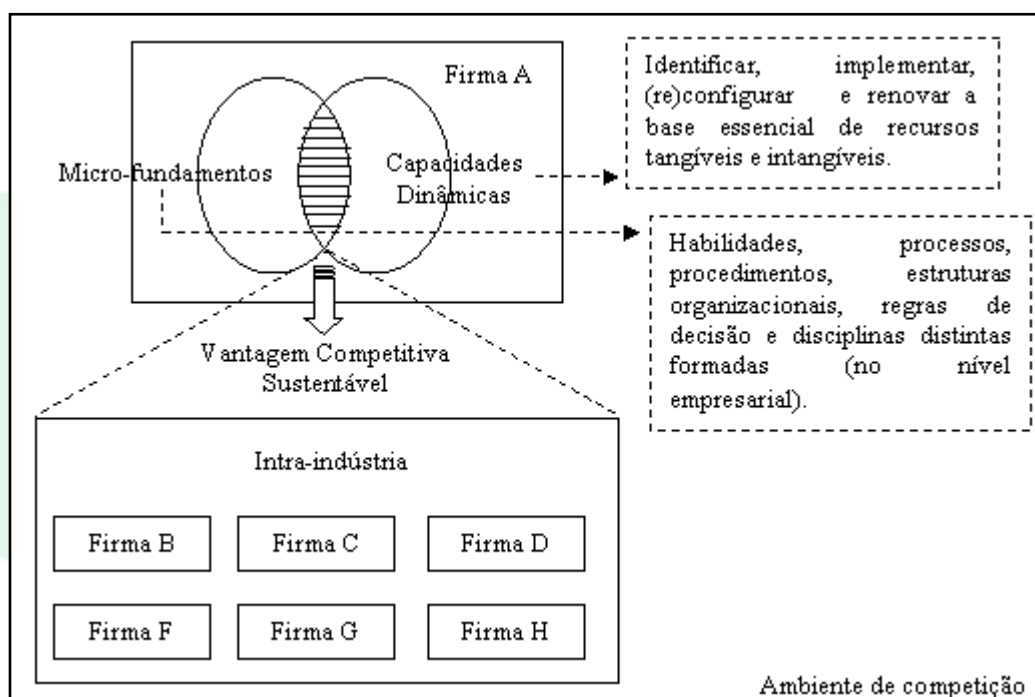 Firma A
Micro-fundamentos
Capacidades
Dinâmicas
Identificar, implementar,
(re)configurar e renovar a
base essencial de recursos
tangíveis e intangíveis.
Habilidades, processos,
procedimentos, estruturas
organizacionais, regras de
decisão e disciplinas distintas
formadas (no nível
empresarial).
Vantagem Competitiva
Sustentável
Intra-indústria
Firma B
Firma C
Firma D
Firma F
Firma G
Firma H
Ambiente de competição